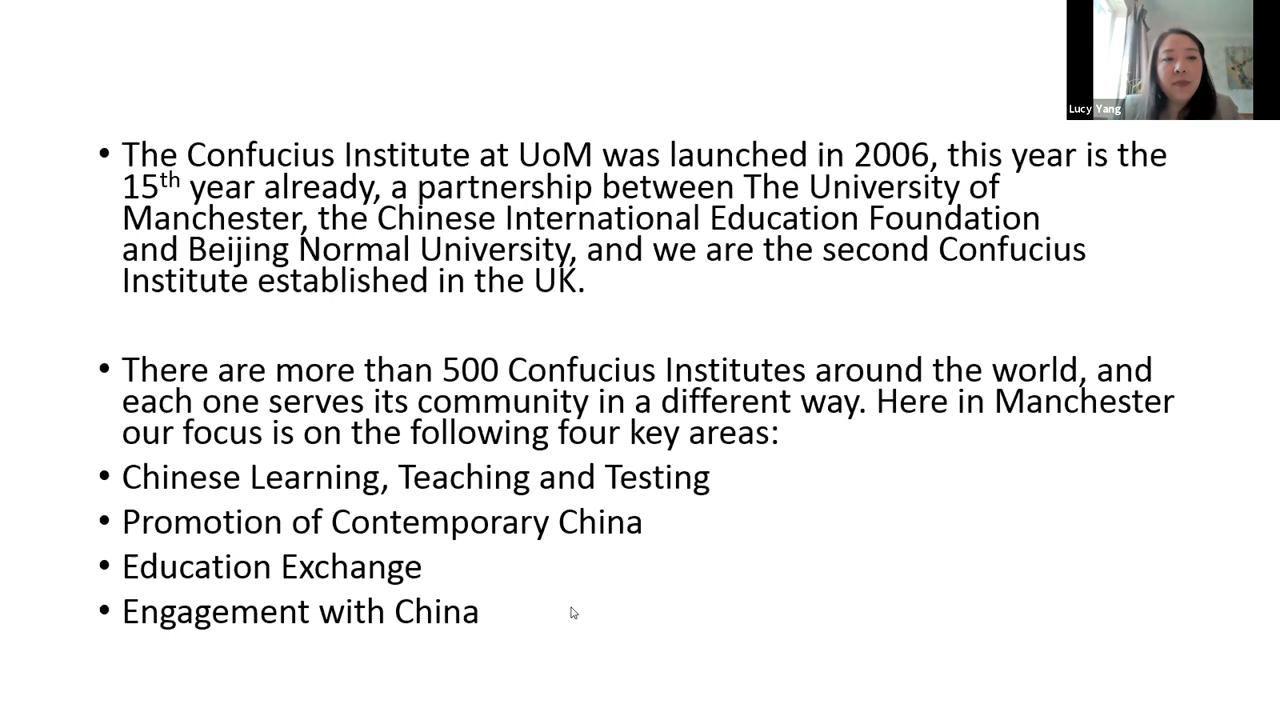 Lucy Yang
• The Confucius Institute at UoM was launched in 2006, this year is the
15th year already, a partnership between The University of
Manchester, the Chinese International Education Foundation
and Beijing Normal University, and we are the second Confucius
Institute established in the UK.
• There are more than 500 Confucius Institutes around the world, and
each one serves its community in a different way. Here in Manchester
our focus is on the following four key areas:
• Chinese Learning, Teaching and Testing
• Promotion of Contemporary China
• Education Exchange
• Engagement with China